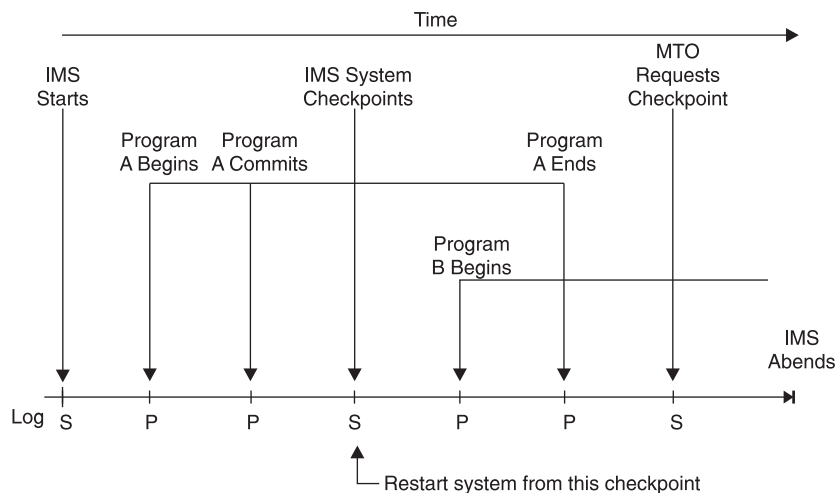 Time
IMS
Starts
IMS System
Checkpoints
MTO
Requests
Checkpoint
Program
A Begins
Program
A Commits
Program
A Ends
Program
B Begins
IMS
Abends
Log
S
P
P
S
P
P
S
Restart system from this checkpoint